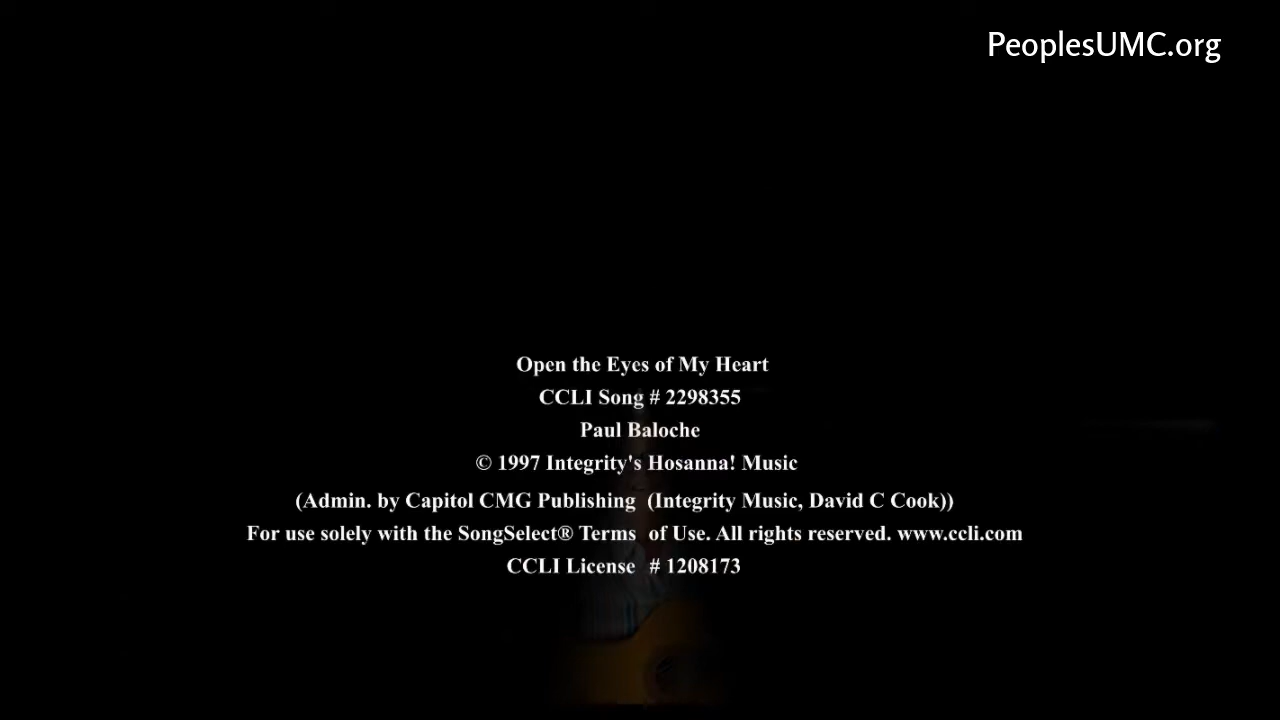 PeoplesUMC.org
Open the Eyes of My Heart
CCLI Song # 2298355
Paul Baloche
© 1997 Integrity's Hosanna! Music
(Admin. by Capitol CMG Publishing (Integrity Music, David C Cook))
For use solely with the SongSelect® Terms of Use. All rights reserved. www.ccli.com
CCLI License # 1208173